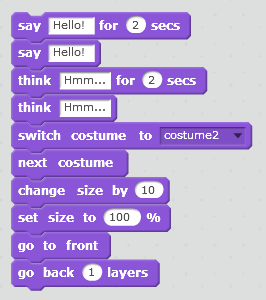 say Hello! for 2 secs
say Hello!
think Hmm... for 2 secs
think Hmm...
switch costume to costume2
next costume
change size by 10
set size to 100 %
go to front
go back 1 layers